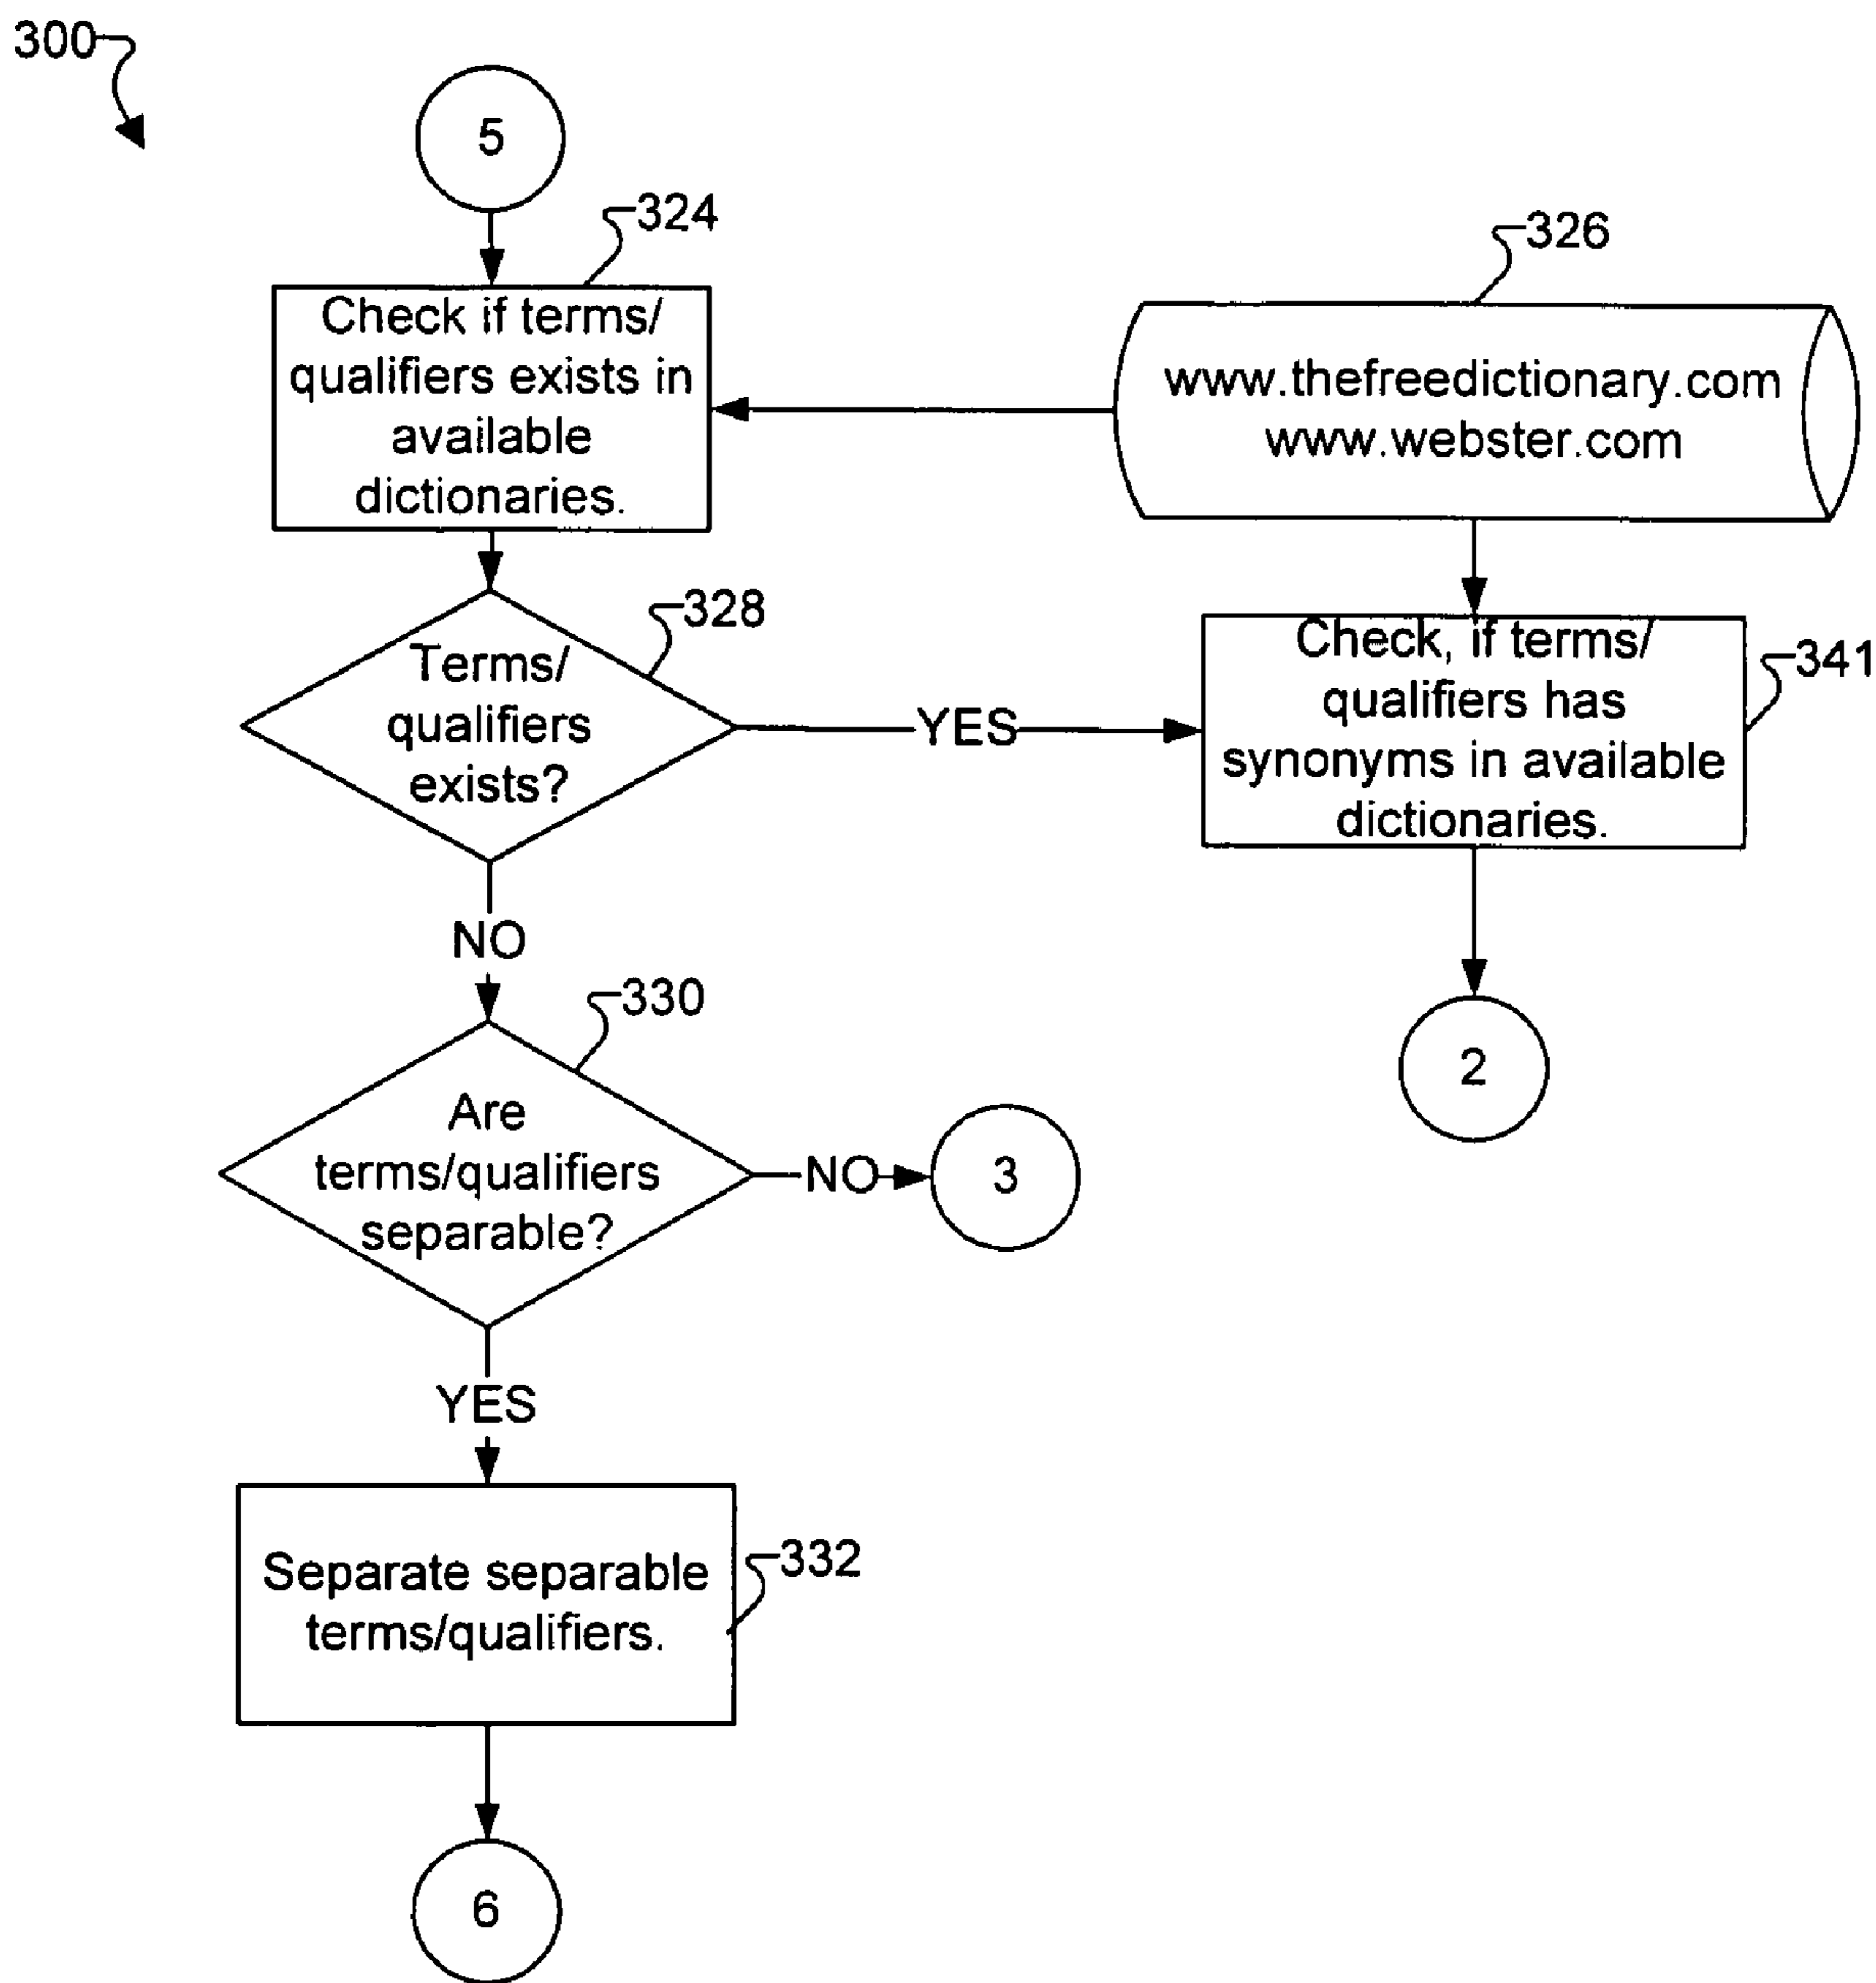 300
5
324
Check if terms/
qualifiers exists in
available
dictionaries.
326
www.thefreedictionary.com
www.webster.com
328
Terms/
qualifiers
exists?
YES
341
Check, if terms/
qualifiers has
synonyms in available
dictionaries.
NO
2
330
Are
terms/qualifiers
separable?
NO
3
YES
332
Separate separable
terms/qualifiers.
6